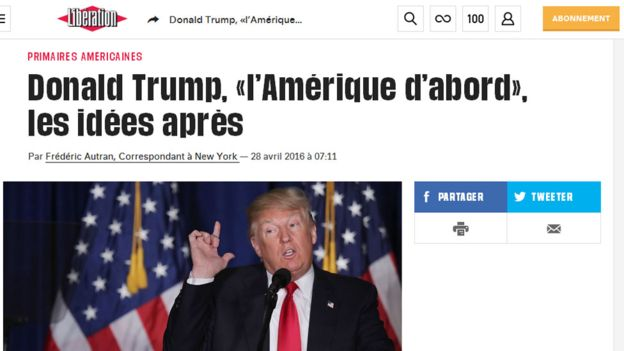 Libération
Donald Trump, «l’Amérique...
100
ABONNEMENT
PRIMAIRES AMERICAINES
Donald Trump, «l’Amérique d’abord»,
les idées après
Par Frédéric Autran, Correspondant à New York — 28 avril 2016 à 07:11
f PARTAGER
TWEETER